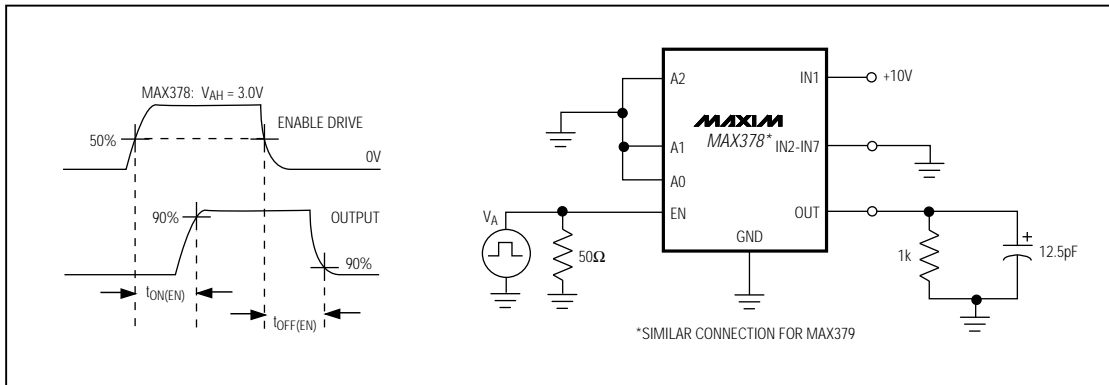 MAX378: VAH = 3.0V
50%
ENABLE DRIVE
0V
90%
OUTPUT
90%
tON(EN)
tOFF(EN)
A2
IN1
+10V
MAXIM
MAX378*
A1
IN2-IN7
A0
EN
OUT
VA
GND
50Ω
1k
12.5pF
*SIMILAR CONNECTION FOR MAX379